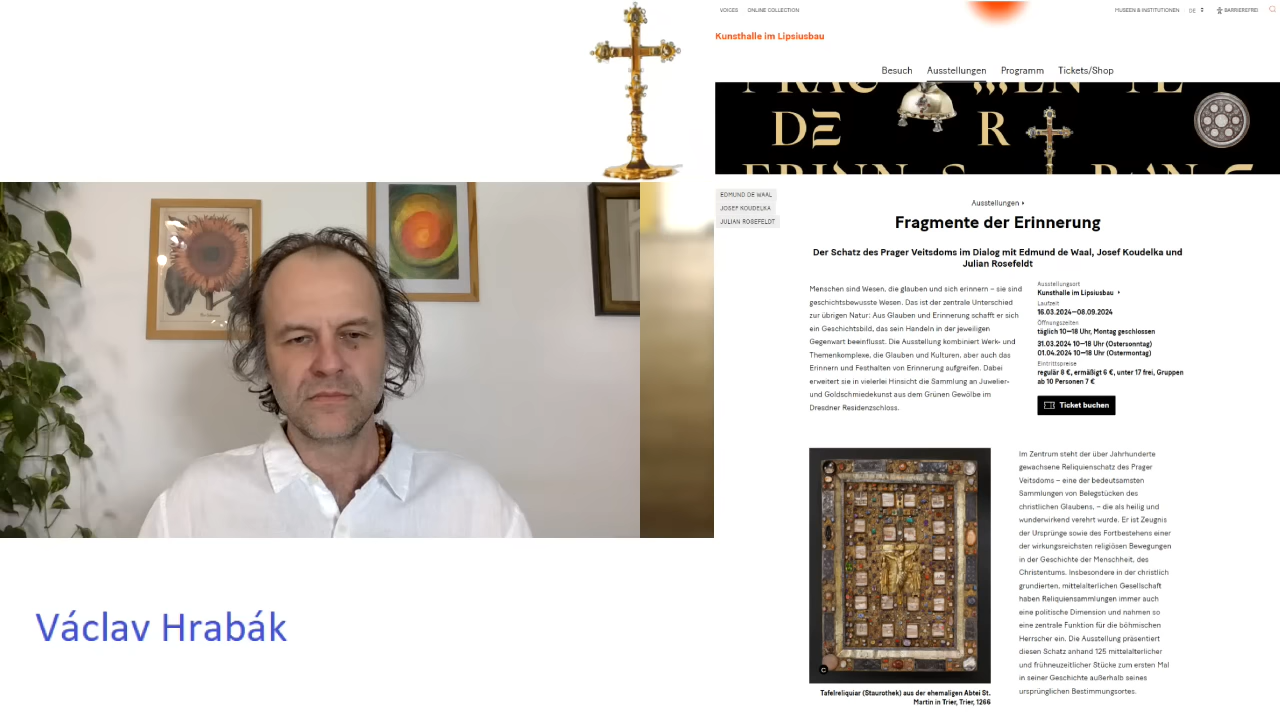 VOICES
ONLINE COLLECTION
MUSEEN & INSTITUTIONEN
DE
BARRIEREFREI
Kunsthalle im Lipsiusbau
Besuch
Ausstellungen
Programm
Tickets/Shop
DE
R
EDMUND DE WAAL
JOSEF KOUDELKA
JULIAN ROSEFELDT
Ausstellungen
Fragmente der Erinnerung
Der Schatz des Prager Veitsdoms im Dialog mit Edmund de Waal, Josef Koudelka und
Julian Rosefeldt
Menschen sind Wesen, die glauben und sich erinnern – sie sind
geschichtsbewusste Wesen. Das ist der zentrale Unterschied
zur übrigen Natur: Aus Glauben und Erinnerung schafft er sich
ein Geschichtsbild, das sein Handeln in der jeweiligen
Gegenwart beeinflusst. Die Ausstellung kombiniert Werk- und
Themenkomplexe, die Glauben und Kulturen, aber auch das
Erinnern und Festhalten von Erinnerung aufgreifen. Dabei
erweitert sie in vielerlei Hinsicht die Sammlung an Juwelier-
und Goldschmiedekunst aus dem Grünen Gewölbe im
Dresdner Residenzschloss.
Ausstellungsort
Kunsthalle im Lipsiusbau
Laufzeit
16.03.2024—08.09.2024
Öffnungszeiten
täglich 10—18 Uhr, Montag geschlossen
31.03.2024 10—18 Uhr (Ostersonntag)
01.04.2024 10—18 Uhr (Ostermontag)
Eintrittspreise
regulär 8 €, ermäßigt 6 €, unter 17 frei, Gruppen
ab 10 Personen 7 €
Ticket buchen
Im Zentrum steht der über Jahrhunderte
gewachsene Reliquienschatz des Prager
Veitsdoms – eine der bedeutsamsten
Sammlungen von Belegstücken des
christlichen Glaubens, – die als heilig und
wunderwirkend verehrt wurde. Er ist Zeugnis
der Ursprünge sowie des Fortbestehens einer
der wirkungsreichsten religiösen Bewegungen
in der Geschichte der Menschheit, des
Christentums. Insbesondere in der christlich
grundierten, mittelalterlichen Gesellschaft
haben Reliquiensammlungen immer auch
eine politische Dimension und nahmen so
eine zentrale Funktion für die böhmischen
Herrscher ein. Die Ausstellung präsentiert
diesen Schatz anhand 125 mittelalterlicher
und frühneuzeitlicher Stücke zum ersten Mal
in seiner Geschichte außerhalb seines
ursprünglichen Bestimmungsortes.
C
Tafelreliquiar (Staurothek) aus der ehemaligen Abtei St.
Martin in Trier, Trier, 1266
Václav Hrabák